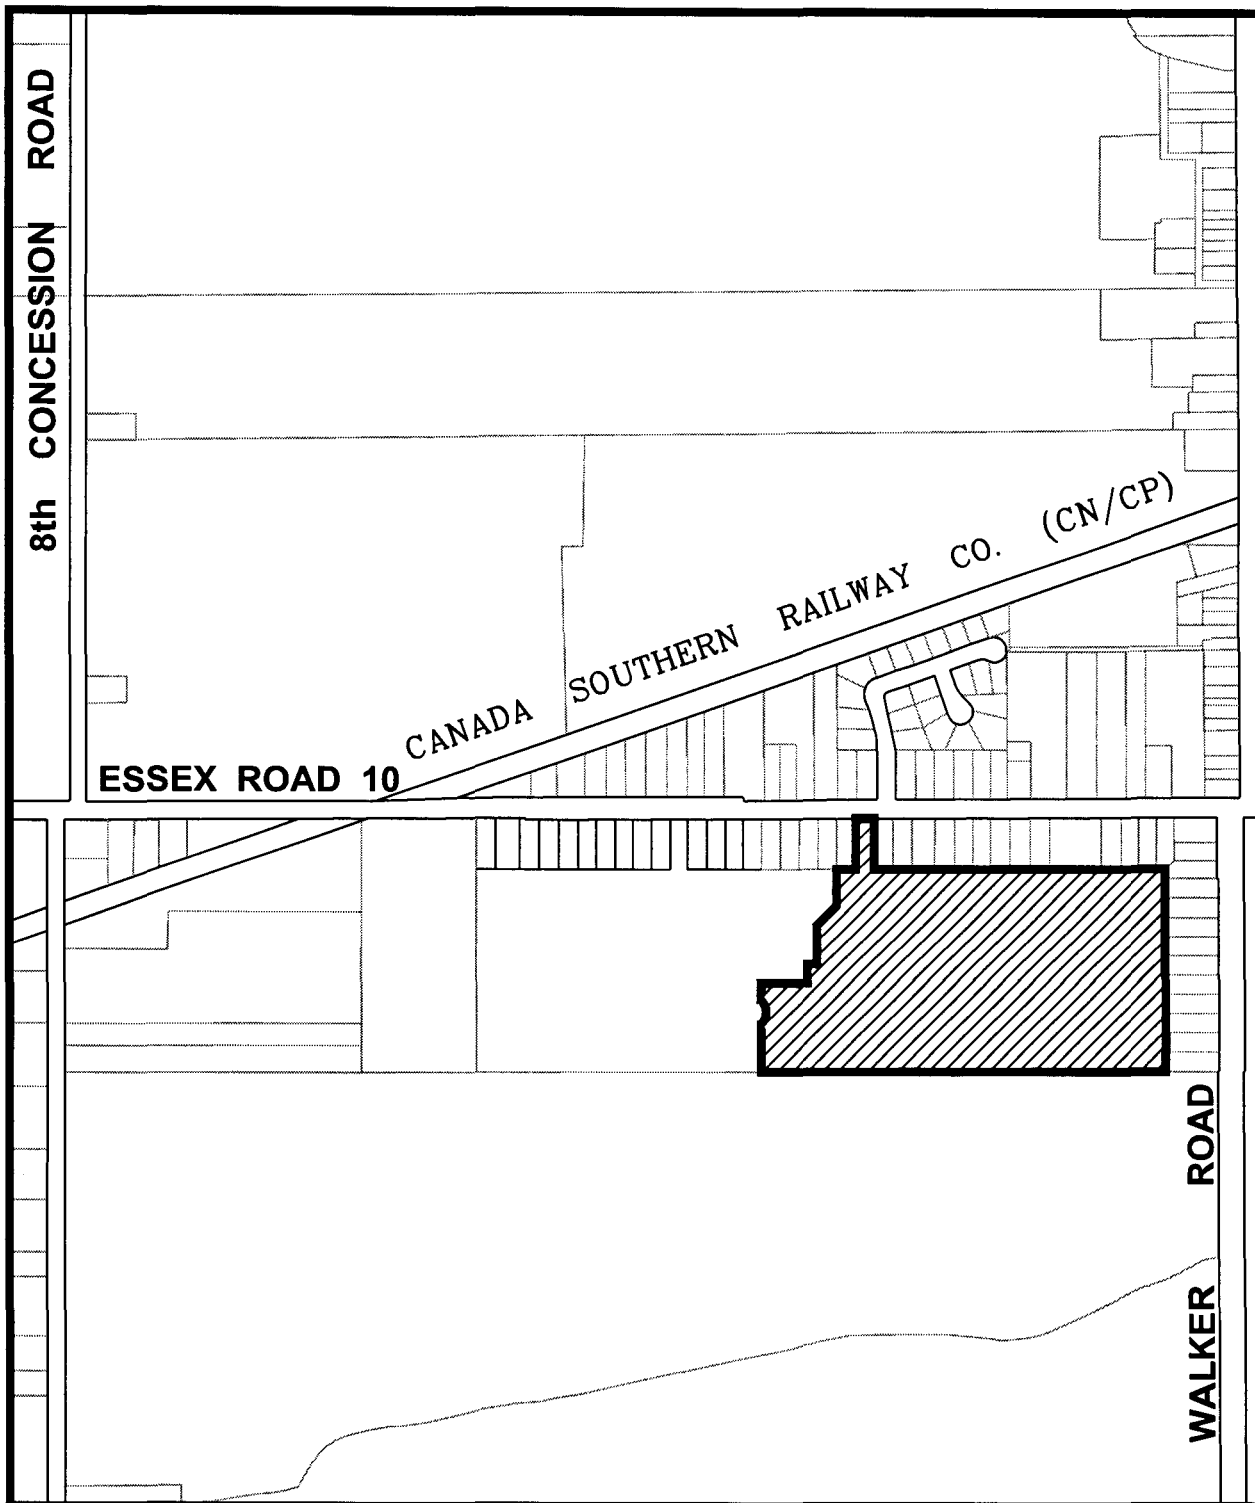 8th CONCESSION ROAD
CANADA SOUTHERN RAILWAY CO. (CN/CP)
ESSEX ROAD 10
WALKER ROAD